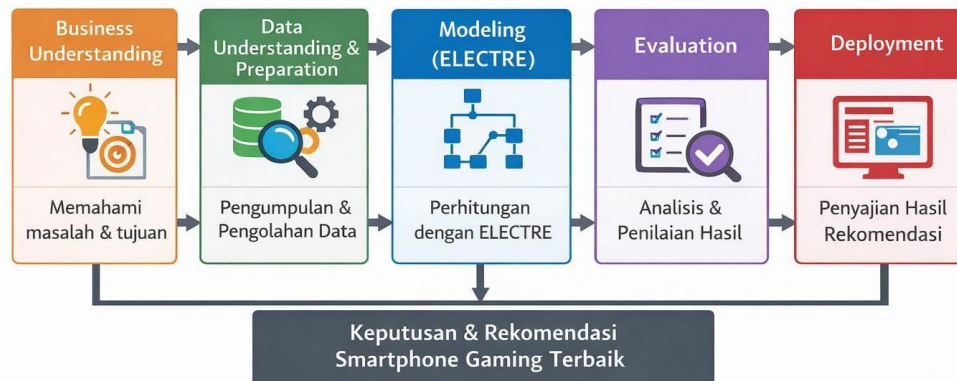 Business
Understanding
Memahami
masalah & tujuan
Data
Understanding &
Preparation
Pengumpulan &
Pengolahan Data
Modeling
(ELECTRE)
Perhitungan
dengan ELECTRE
Evaluation
Analisis &
Penilaian Hasil
Deployment
Penyajian Hasil
Rekomendasi
Keputusan & Rekomendasi
Smartphone Gaming Terbaik